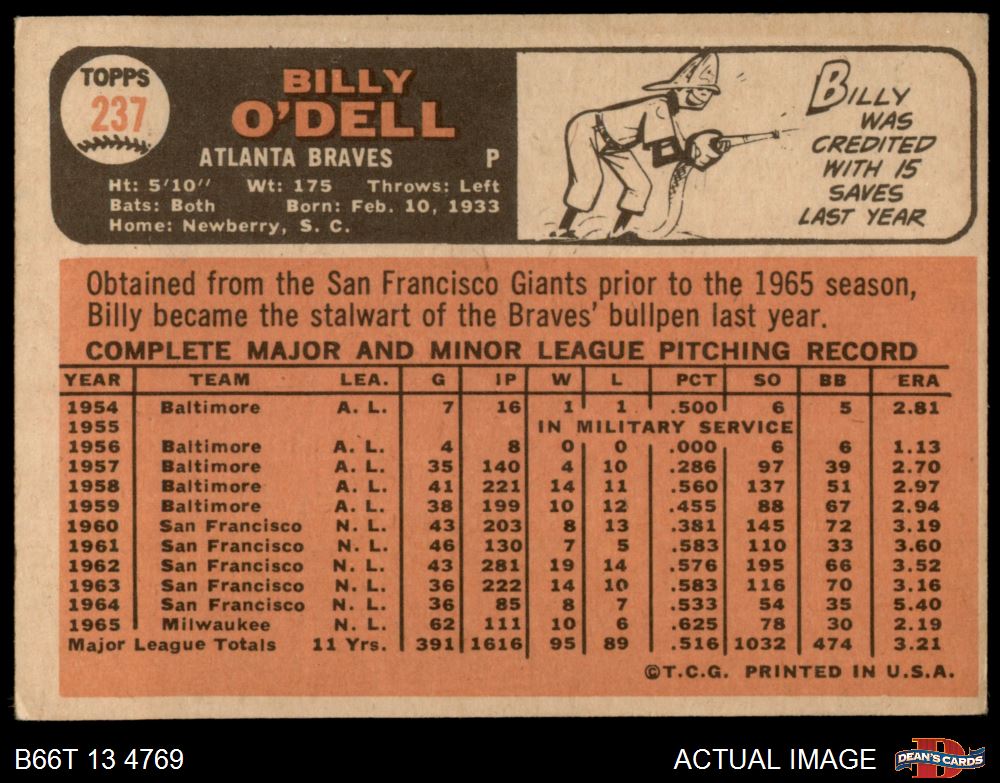 TOPPS
237
BILLY
O'DELL
ATLANTA BRAVES P
Ht: 5'10" Wt: 175 Throws: Left
Bats: Both Born: Feb. 10, 1933
Home: Newberry, S. C.
BILLY
WAS
CREDITED
WITH 15
SAVES
LAST YEAR
Obtained from the San Francisco Giants prior to the 1965 season,
Billy became the stalwart of the Braves' bullpen last year.
COMPLETE MAJOR AND MINOR LEAGUE PITCHING RECORD
YEAR TEAM LEA. G IP W L PCT SO BB ERA
1954 Baltimore A. L. 7 16 1 1 .500 6 5 2.81
1955 IN MILITARY SERVICE
1956 Baltimore A. L. 4 8 0 0 .000 6 6 1.13
1957 Baltimore A. L. 35 140 4 10 .286 97 39 2.70
1958 Baltimore A. L. 41 221 14 11 .560 137 51 2.97
1959 Baltimore A. L. 38 199 10 12 .455 88 67 2.94
1960 San Francisco N. L. 43 203 8 13 .381 145 72 3.19
1961 San Francisco N. L. 46 130 7 5 .583 110 33 3.60
1962 San Francisco N. L. 43 281 19 14 .576 195 66 3.52
1963 San Francisco N. L. 36 222 14 10 .583 116 70 3.16
1964 San Francisco N. L. 36 85 8 7 .533 54 35 5.40
1965 Milwaukee N. L. 62 111 10 6 .625 78 30 2.19
Major League Totals 11 Yrs. 391 1616 95 89 .516 1032 474 3.21
©T.C.G. PRINTED IN U.S.A.
B66T 13 4769 ACTUAL IMAGE
D
DEAN'S CARDS